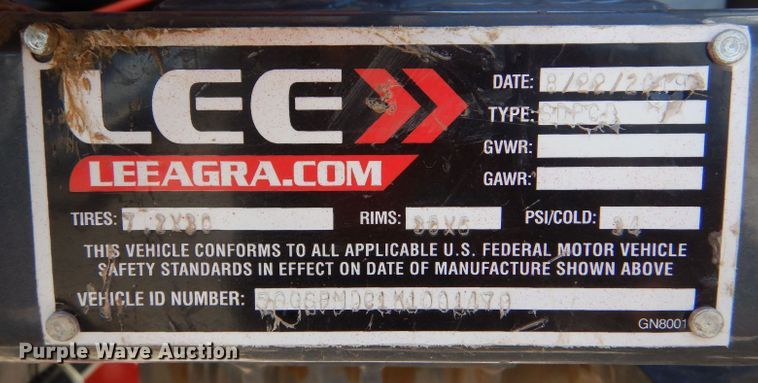 LEE
LEEAGRA.COM
DATE:
TYPE:
GVWR:
GAWR:
TIRES: RIMS: PSI/COLD: 34
THIS VEHICLE CONFORMS TO ALL APPLICABLE U.S. FEDERAL MOTOR VEHICLE
SAFETY STANDARDS IN EFFECT ON DATE OF MANUFACTURE SHOWN ABOVE
VEHICLE ID NUMBER:
GN8001
Purple Wave Auction